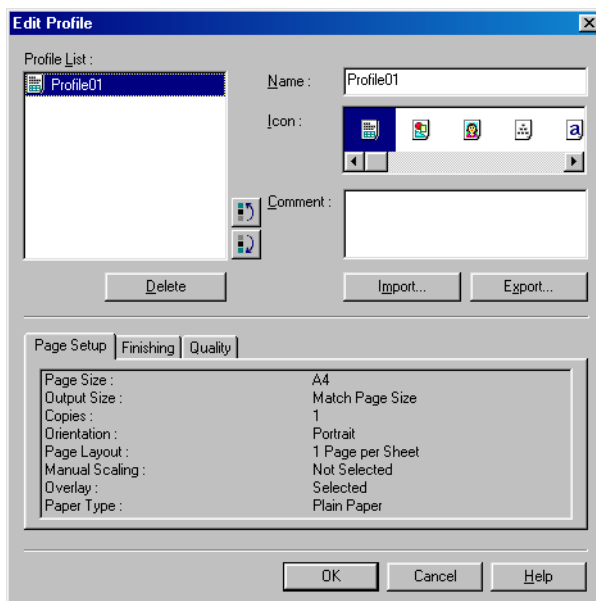 Edit Profile
Profile List :
Profile01
Name :
Profile01
Icon :
a
Comment :
Delete
Import...
Export...
Page Setup
Finishing
Quality
Page Size : A4
Output Size : Match Page Size
Copies : 1
Orientation : Portrait
Page Layout : 1 Page per Sheet
Manual Scaling : Not Selected
Overlay : Selected
Paper Type : Plain Paper
OK
Cancel
Help